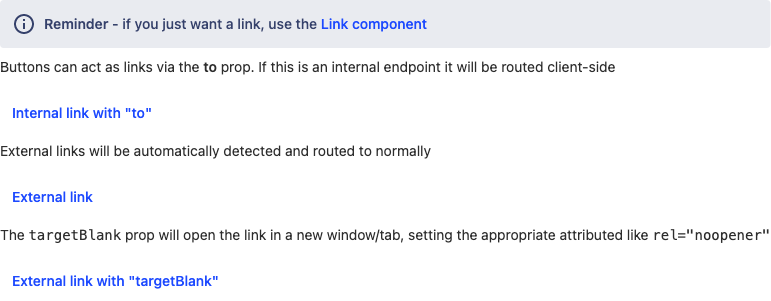 Reminder - if you just want a link, use the Link component
Buttons can act as links via the to prop. If this is an internal endpoint it will be routed client-side
Internal link with "to"
External links will be automatically detected and routed to normally
External link
The targetBlank prop will open the link in a new window/tab, setting the appropriate attributed like rel="noopener"
External link with "targetBlank"